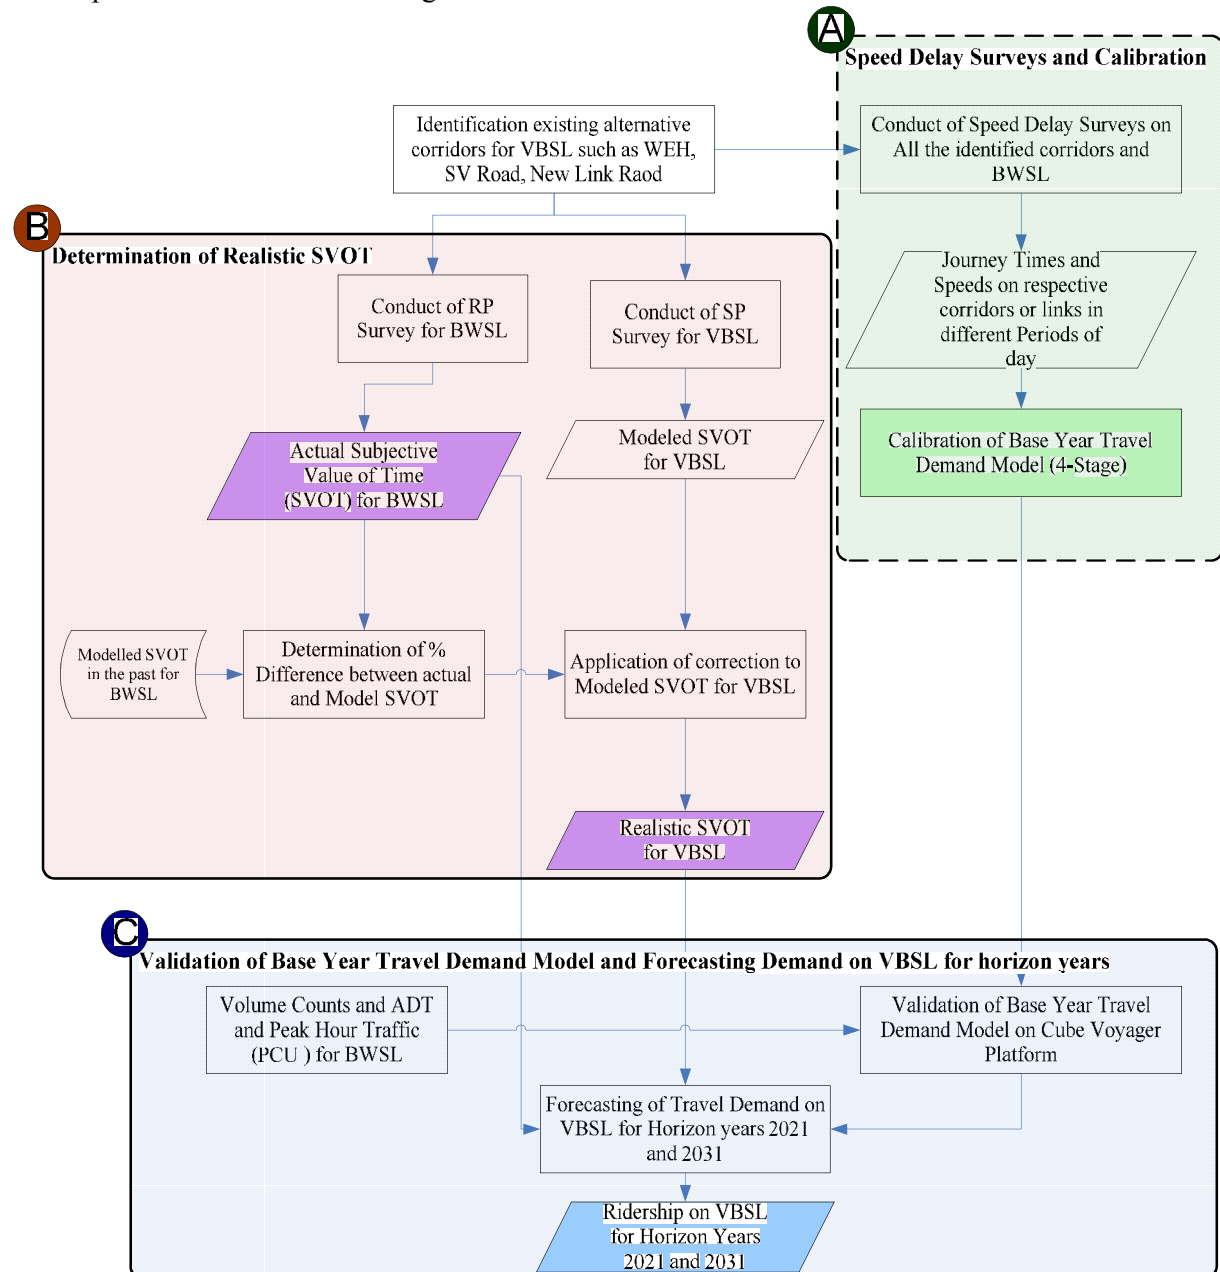 A
Speed Delay Surveys and Calibration
Identification existing alternative
corridors for VBSL such as WEH,
SV Road, New Link Raod
Conduct of Speed Delay Surveys on
All the identified corridors and
BWSL
B
Determination of Realistic SVOT
Journey Times and
Speeds on respective
corridors or links in
different Periods of
day
Conduct of RP
Survey for BWSL
Conduct of SP
Survey for VBSL
Actual Subjective
Value of Time
(SVOT) for BWSL
Modeled SVOT
for VBSL
Calibration of Base Year Travel
Demand Model (4-Stage)
Modelled SVOT
in the past for
BWSL
Determination of %
Difference between actual
and Model SVOT
Application of correction to
Modeled SVOT for VBSL
Realistic SVOT
for VBSL
C
Validation of Base Year Travel Demand Model and Forecasting Demand on VBSL for horizon years
Volume Counts and ADT
and Peak Hour Traffic
(PCU ) for BWSL
Validation of Base Year Travel
Demand Model on Cube Voyager
Platform
Forecasting of Travel Demand on
VBSL for Horizon years 2021
and 2031
Ridership on VBSL
for Horizon Years
2021 and 2031